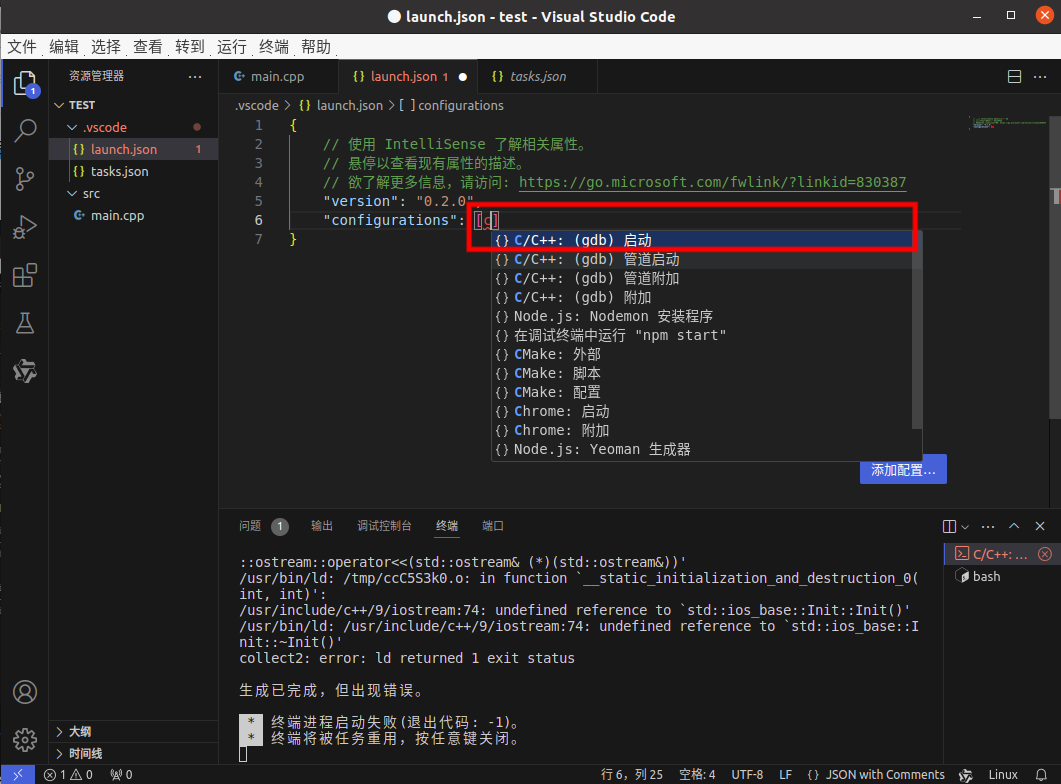 launch.json - test - Visual Studio Code
文件 编辑 选择 查看 转到 运行 终端 帮助
资源管理器
main.cpp
launch.json 1
tasks.json
TEST
.vscode
launch.json 1
tasks.json
src
main.cpp
.vscode > {} launch.json > [ ] configurations
1 {
2 // 使用 IntelliSense 了解相关属性。
3 // 悬停以查看现有属性的描述。
4 // 欲了解更多信息，请访问: https://go.microsoft.com/fwlink/?linkid=830387
5 "version": "0.2.0",
6 "configurations": [c]
7 }
{} C/C++: (gdb) 启动
{} C/C++: (gdb) 管道启动
{} C/C++: (gdb) 管道附加
{} C/C++: (gdb) 附加
{} Node.js: Nodemon 安装程序
{} 在调试终端中运行 "npm start"
{} CMake: 外部
{} CMake: 脚本
{} CMake: 配置
{} Chrome: 启动
{} Chrome: 附加
{} Node.js: Yeoman 生成器
添加配置...
问题 1 输出 调试控制台 终端 端口
::ostream::operator<<(std::ostream& (*)(std::ostream&))'
/usr/bin/ld: /tmp/ccC5S3k0.o: in function `__static_initialization_and_destruction_0(
int, int)':
/usr/include/c++/9/iostream:74: undefined reference to `std::ios_base::Init::Init()'
/usr/bin/ld: /usr/include/c++/9/iostream:74: undefined reference to `std::ios_base::I
nit::~Init()'
collect2: error: ld returned 1 exit status
生成已完成，但出现错误。
* 终端进程启动失败(退出代码: -1)。
* 终端将被任务重用，按任意键关闭。
C/C++: ...
bash
1
大纲
时间线
1 0 0
行 6，列 25 空格: 4 UTF-8 LF {} JSON with Comments Linux